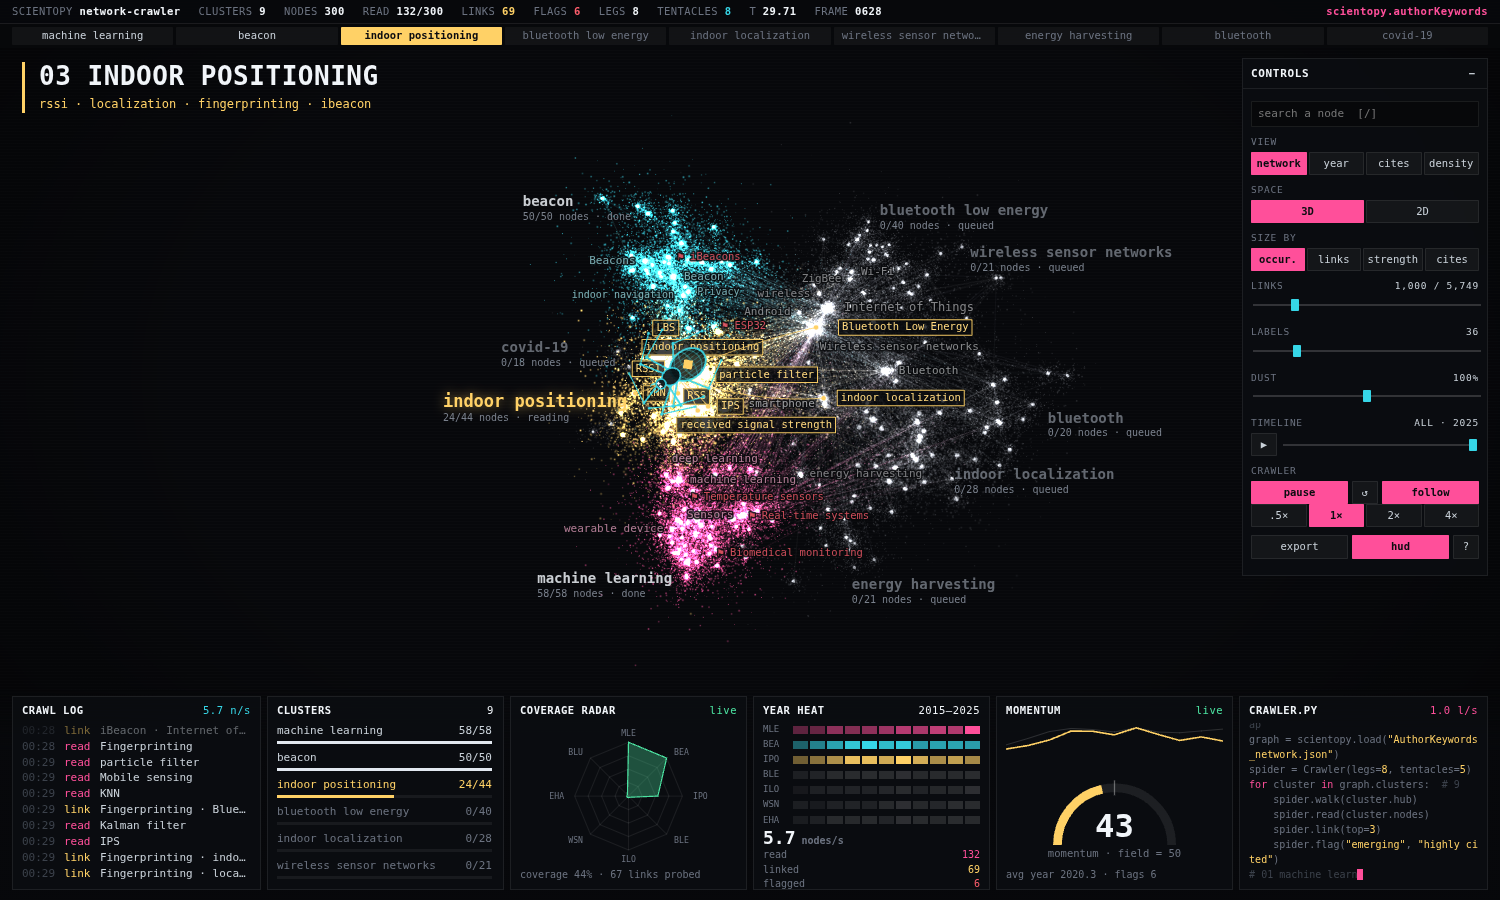 SCIENTOPY network-crawler CLUSTERS 9 NODES 300 READ 132/300 LINKS 69 FLAGS 6 LEGS 8 TENTACLES 8 T 29.71 FRAME 0628 scientopy.authorKeywords
machine learning beacon indoor positioning bluetooth low energy indoor localization wireless sensor netwo… energy harvesting bluetooth covid-19
03 INDOOR POSITIONING
rssi · localization · fingerprinting · ibeacon
beacon
50/50 nodes · done
bluetooth low energy
0/40 nodes · queued
wireless sensor networks
0/21 nodes · queued
Beacons
iBeacons
Beacon
Privacy
indoor navigation
ZigBee
Wi-Fi
wireless
Android
Internet of Things
LBS
ESP32
Bluetooth Low Energy
indoor positioning
Wireless sensor networks
covid-19
0/18 nodes · queued
RSSI
particle filter
Bluetooth
KNN
RSS
IPS
smartphone
indoor localization
indoor positioning
24/44 nodes · reading
received signal strength
bluetooth
0/20 nodes · queued
deep learning
machine learning
energy harvesting
indoor localization
0/28 nodes · queued
Temperature sensors
Sensors
Real-time systems
wearable device
Biomedical monitoring
machine learning
58/58 nodes · done
energy harvesting
0/21 nodes · queued
CONTROLS –
search a node [/]
VIEW
network year cites density
SPACE
3D 2D
SIZE BY
occur. links strength cites
LINKS 1,000 / 5,749
LABELS 36
DUST 100%
TIMELINE ALL · 2025
▶
CRAWLER
pause ↺ follow
.5× 1× 2× 4×
export hud ?
CRAWL LOG 5.7 n/s
00:28 link iBeacon · Internet of…
00:28 read Fingerprinting
00:29 read particle filter
00:29 read Mobile sensing
00:29 read KNN
00:29 link Fingerprinting · Blue…
00:29 read Kalman filter
00:29 read IPS
00:29 link Fingerprinting · indo…
00:29 link Fingerprinting · loca…
CLUSTERS 9
machine learning 58/58
beacon 50/50
indoor positioning 24/44
bluetooth low energy 0/40
indoor localization 0/28
wireless sensor networks 0/21
COVERAGE RADAR live
MLE
BEA
IPO
BLE
ILO
WSN
EHA
BLU
coverage 44% · 67 links probed
YEAR HEAT 2015–2025
MLE
BEA
IPO
BLE
ILO
WSN
EHA
5.7 nodes/s
read 132
linked 69
flagged 6
MOMENTUM live
43
momentum · field = 50
avg year 2020.3 · flags 6
CRAWLER.PY 1.0 l/s
ap
graph = scientopy.load("AuthorKeywords
_network.json")
spider = Crawler(legs=8, tentacles=5)
for cluster in graph.clusters: # 9
spider.walk(cluster.hub)
spider.read(cluster.nodes)
spider.link(top=3)
spider.flag("emerging", "highly ci
ted")
# 01 machine learn